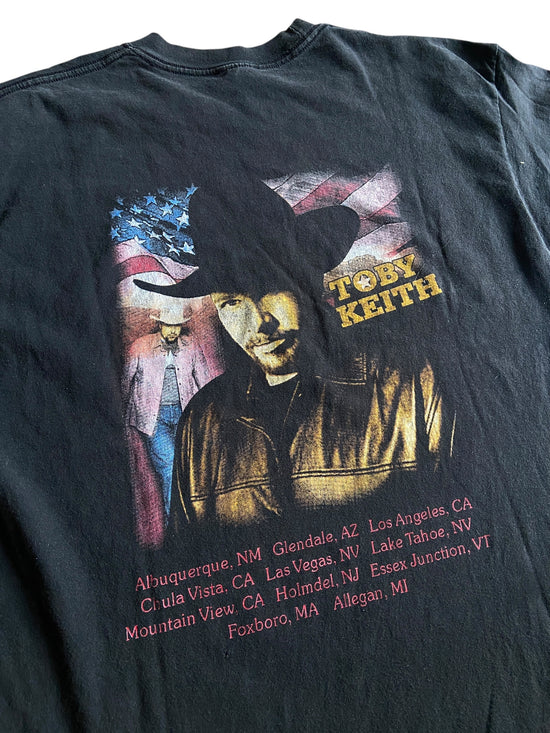 TOBY
KEITH
Albuquerque, NM Glendale, AZ Los Angeles, CA
Chula Vista, CA Las Vegas, NV Lake Tahoe, NV
Mountain View, CA Holmdel, NJ Essex Junction, VT
Foxboro, MA Allegan, MI